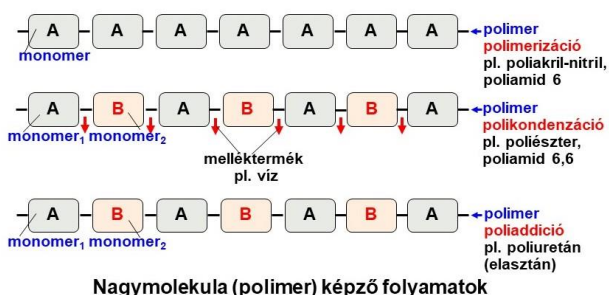 A A A A A A A
monomer
polimer
polimerizáció
pl. poliakril-nitril,
poliamid 6
A B A B A B A
monomer1 monomer2
melléktermék
pl. víz
polimer
polikondenzáció
pl. poliészter,
poliamid 6,6
A B A B A B A
monomer1 monomer2
polimer
poliaddició
pl. poliuretán
(elasztán)
Nagymolekula (polimer) képző folyamatok